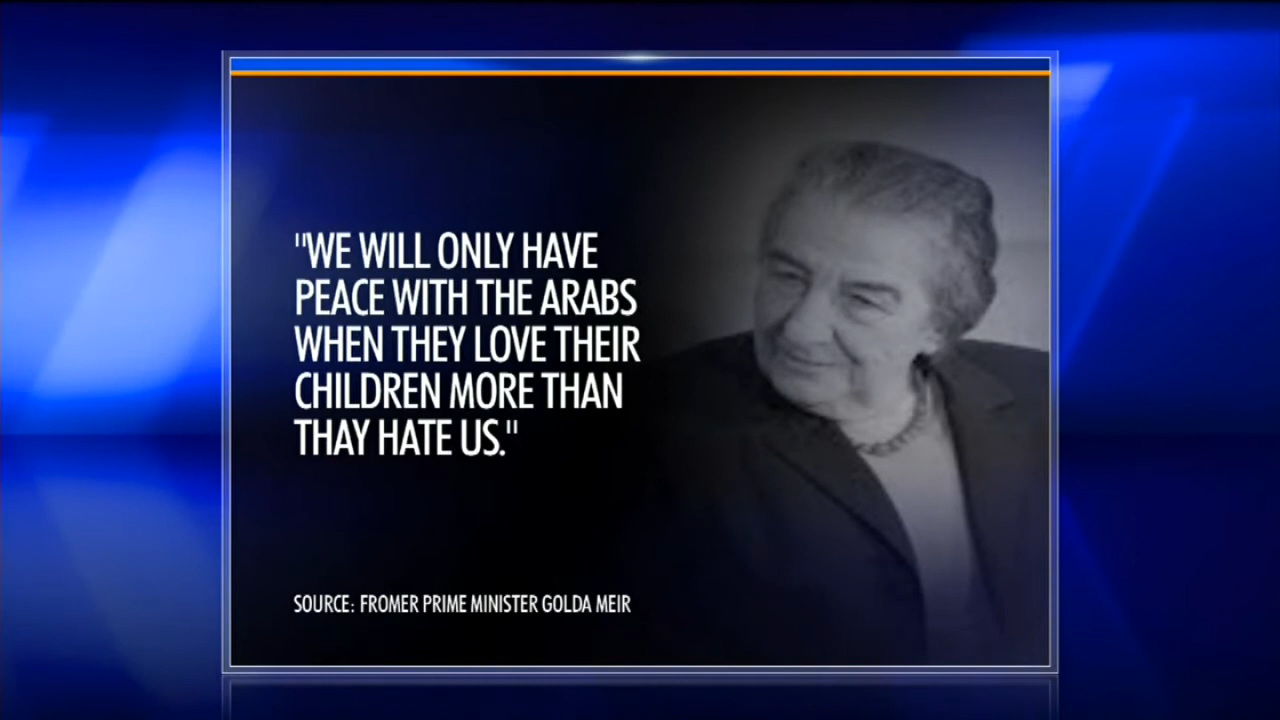 "WE WILL ONLY HAVE
PEACE WITH THE ARABS
WHEN THEY LOVE THEIR
CHILDREN MORE THAN
THAY HATE US."
SOURCE: FROMER PRIME MINISTER GOLDA MEIR